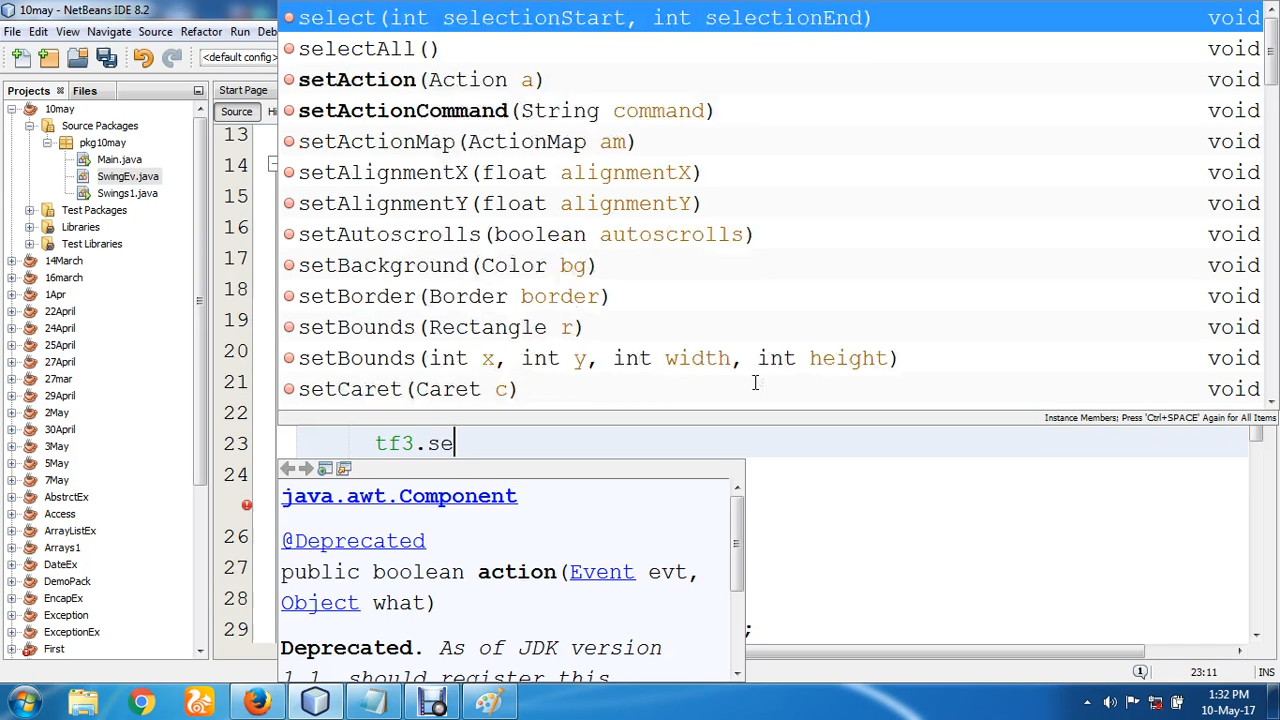 10may - NetBeans IDE 8.2
File Edit View Navigate Source Refactor Run Deb
<default config>
Projects Files
Start Page
Source Hi
10may
Source Packages
pkg10may
Main.java
SwingEv.java
Swings1.java
Test Packages
Libraries
Test Libraries
14March
16march
1Apr
22April
24April
25April
27April
27mar
29April
2May
30April
3May
5May
7May
AbstrctEx
Access
ArrayListEx
Arrays1
DateEx
DemoPack
EncapEx
Exception
ExceptionEx
First
13
14
15
16
17
18
19
20
21
23
24
26
27
28
29
select(int selectionStart, int selectionEnd) void
selectAll() void
setAction(Action a) void
setActionCommand(String command) void
setActionMap(ActionMap am) void
setAlignmentX(float alignmentX) void
setAlignmentY(float alignmentY) void
setAutoscrolls(boolean autoscrolls) void
setBackground(Color bg) void
setBorder(Border border) void
setBounds(Rectangle r) void
setBounds(int x, int y, int width, int height) void
setCaret(Caret c) void
Instance Members; Press 'Ctrl+SPACE' Again for All Items
tf3.se
java.awt.Component
@Deprecated
public boolean action(Event evt,
Object what)
Deprecated. As of JDK version
1.1, should register this
;
1
23:11 INS
1:32 PM
10-May-17